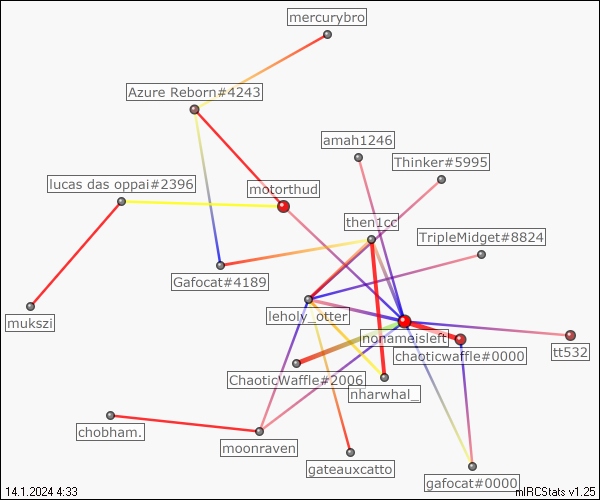 mercurybro
Azure Reborn#4243
amah1246
Thinker#5995
lucas das oppai#2396
motorthud
then1cc
TripleMidget#8824
Gafocat#4189
leholy_otter
mukszi
nonameisleft
chaoticwaffle#0000
tt532
ChaoticWaffle#2006
nharwhal_
chobham.
moonraven
gateauxcatto
gafocat#0000
14.1.2024 4:33
mIRCStats v1.25